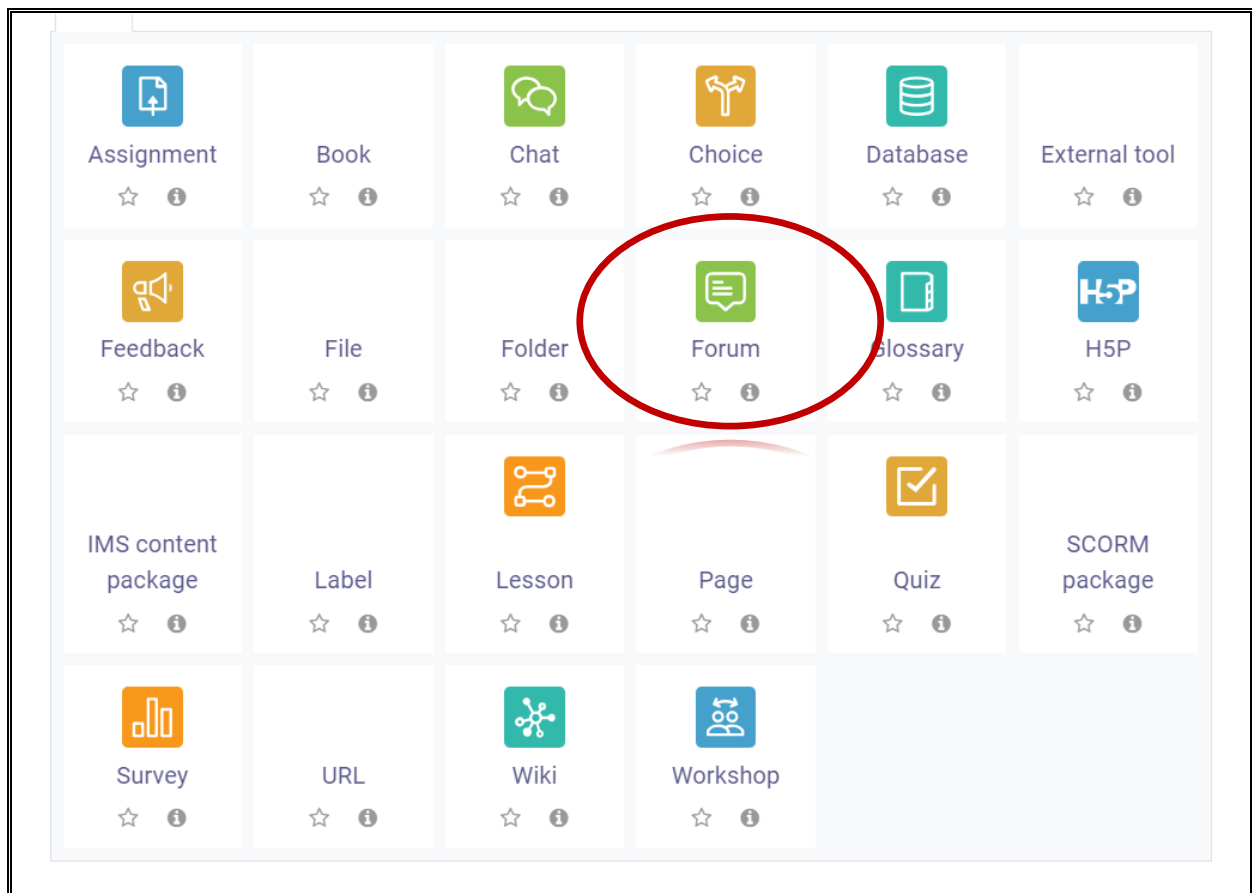 Assignment
Book
Chat
Choice
Database
External tool
Feedback
File
Folder
Forum
Glossary
H5P
H5P
IMS content
package
Label
Lesson
Page
Quiz
SCORM
package
Survey
URL
Wiki
Workshop